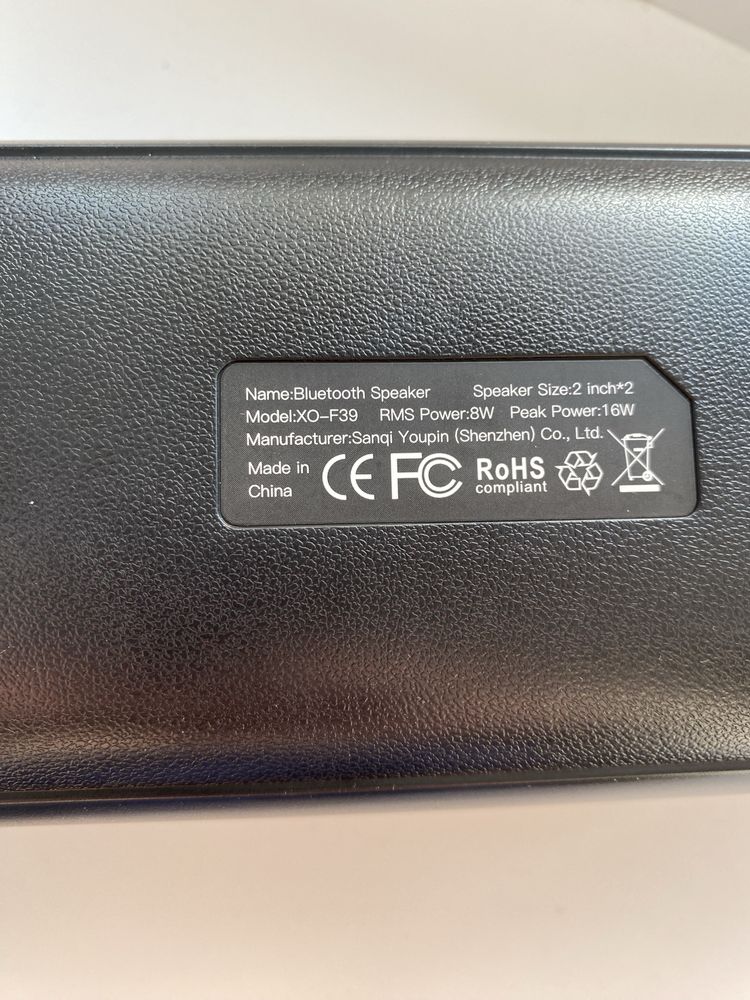 Name:Bluetooth Speaker Speaker Size:2 inch*2
Model:XO-F39 RMS Power:8W Peak Power:16W
Manufacturer:Sanqi Youpin (Shenzhen) Co., Ltd.
Made in
China
CE FC RoHS
compliant